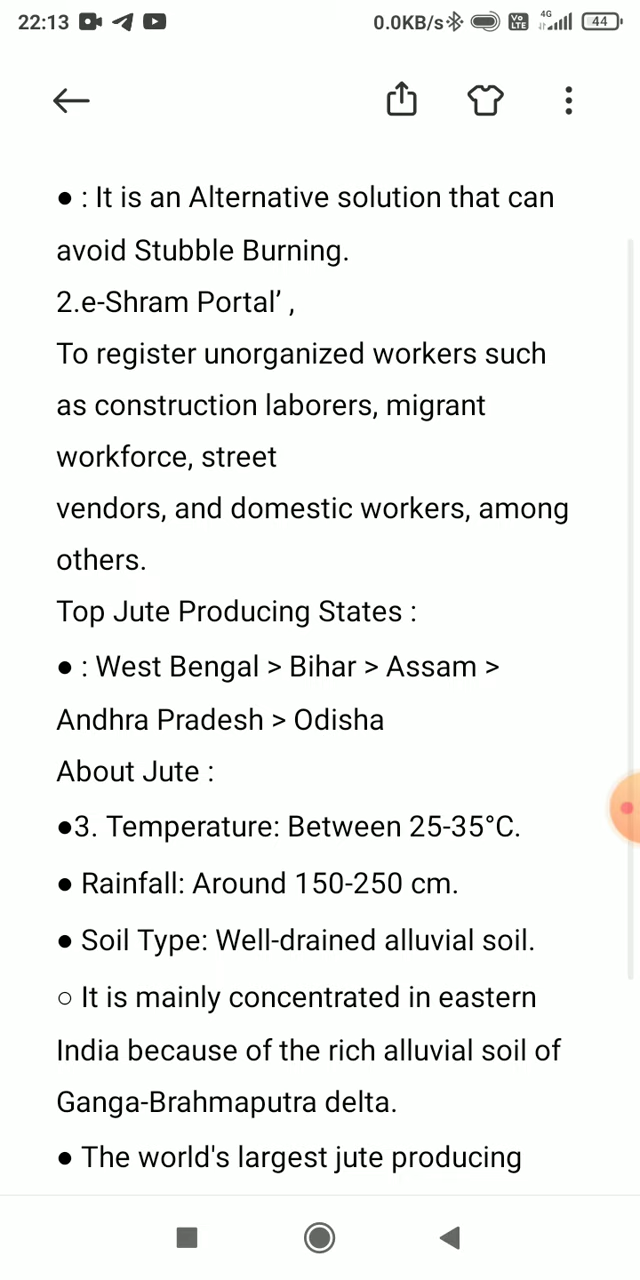 22:13 0.0KB/s Vo LTE 4G 44
● : It is an Alternative solution that can
avoid Stubble Burning.
2.e-Shram Portal’ ,
To register unorganized workers such
as construction laborers, migrant
workforce, street
vendors, and domestic workers, among
others.
Top Jute Producing States :
● : West Bengal > Bihar > Assam >
Andhra Pradesh > Odisha
About Jute :
●3. Temperature: Between 25-35°C.
● Rainfall: Around 150-250 cm.
● Soil Type: Well-drained alluvial soil.
○ It is mainly concentrated in eastern
India because of the rich alluvial soil of
Ganga-Brahmaputra delta.
● The world's largest jute producing